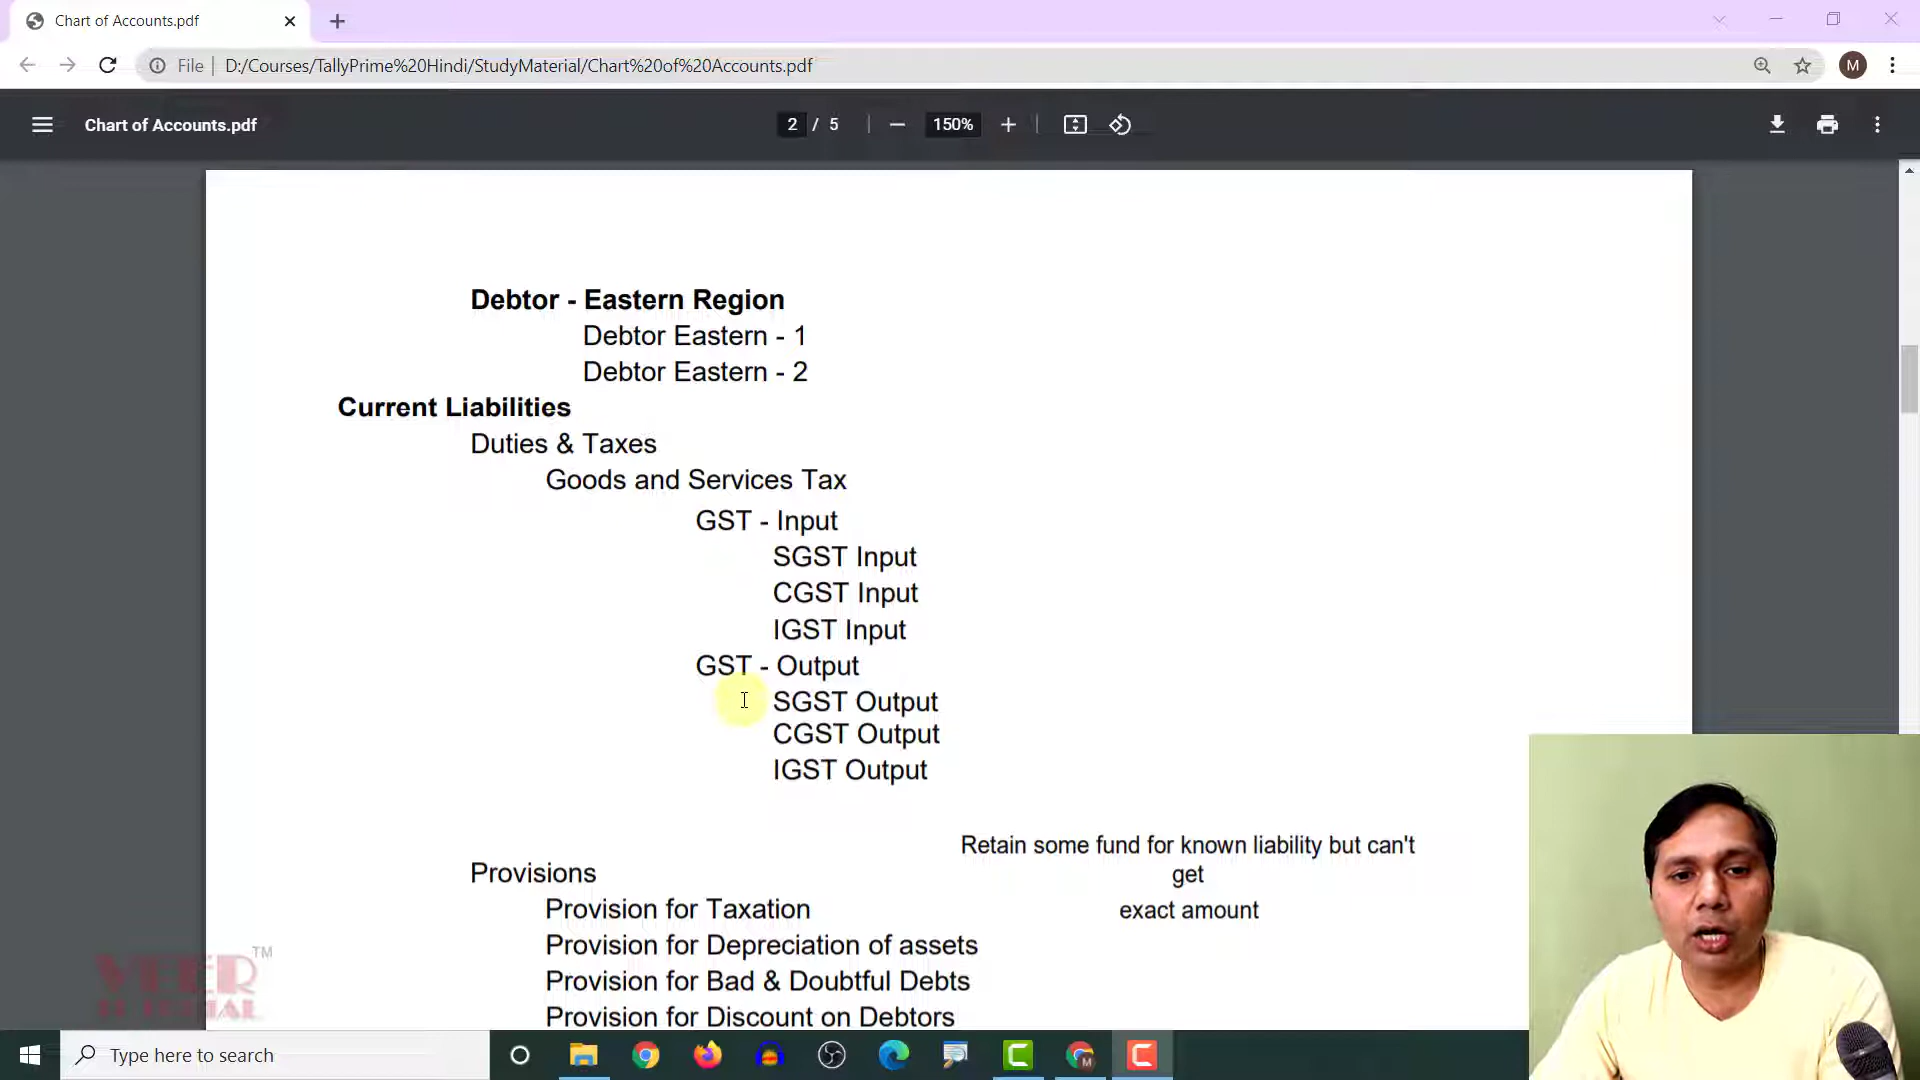 Chart of Accounts.pdf
File
D:/Courses/TallyPrime%20Hindi/StudyMaterial/Chart%20of%20Accounts.pdf
M
Chart of Accounts.pdf
2 / 5
150%
Debtor - Eastern Region
Debtor Eastern - 1
Debtor Eastern - 2
Current Liabilities
Duties & Taxes
Goods and Services Tax
GST - Input
SGST Input
CGST Input
IGST Input
GST - Output
SGST Output
CGST Output
IGST Output
Retain some fund for known liability but can't
get
exact amount
Provisions
Provision for Taxation
Provision for Depreciation of assets
Provision for Bad & Doubtful Debts
Provision for Discount on Debtors
VEER TM
DIGITAL
Type here to search
M